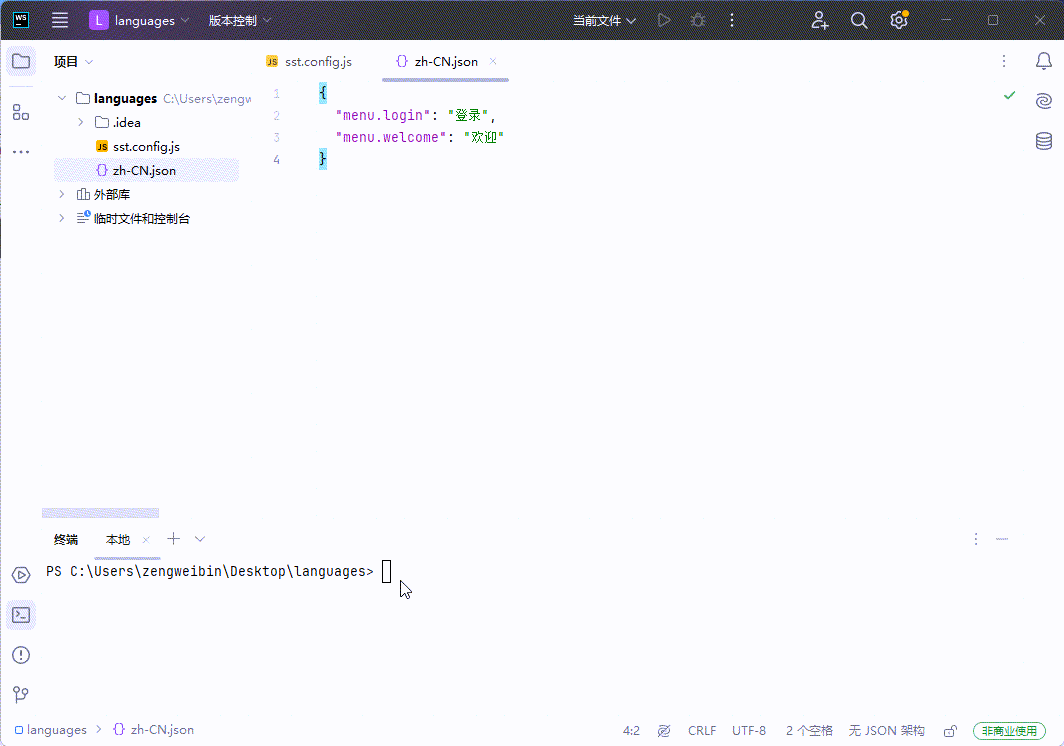 WS L languages 版本控制 当前文件
项目
JS sst.config.js {} zh-CN.json
languages C:\Users\zengw
.idea
JS sst.config.js
{} zh-CN.json
外部库
临时文件和控制台
1 {
2 "menu.login": "登录",
3 "menu.welcome": "欢迎"
4 }
终端 本地
PS C:\Users\zengweibin\Desktop\languages>
languages > {} zh-CN.json 4:2 CRLF UTF-8 2 个空格 无 JSON 架构 非商业使用